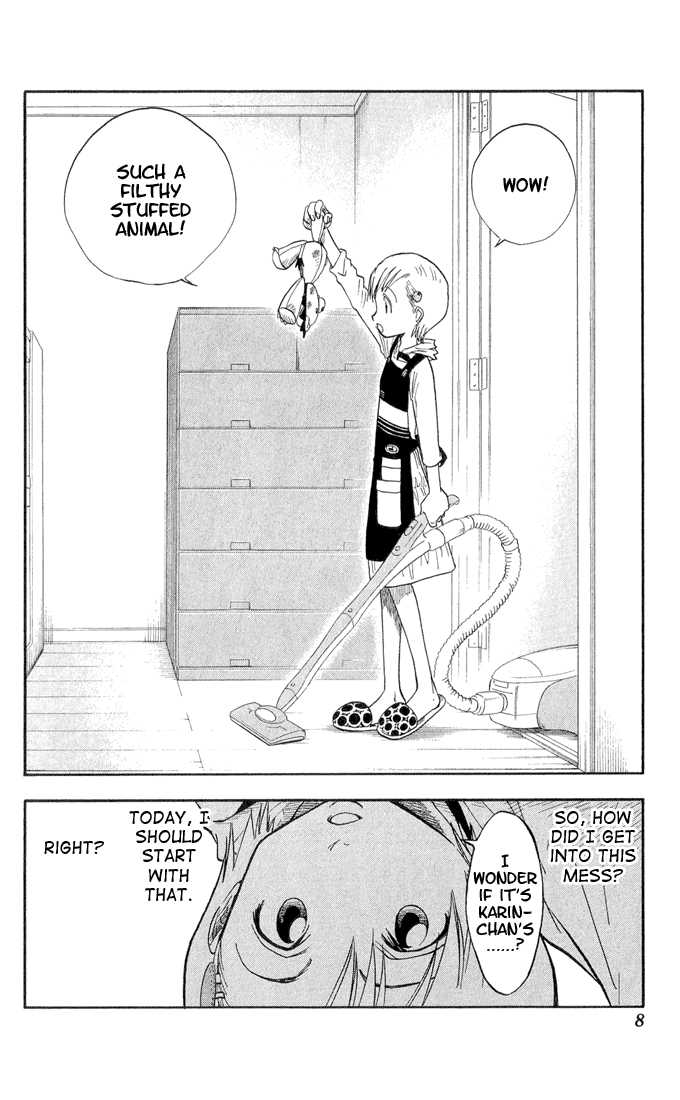 WOW!
SUCH A
FILTHY
STUFFED
ANIMAL!
SO, HOW
DID I GET
INTO THIS
MESS?
I
WONDER
IF IT'S
KARIN-
CHAN'S
......?
TODAY, I
SHOULD
START
WITH
THAT.
RIGHT?
8